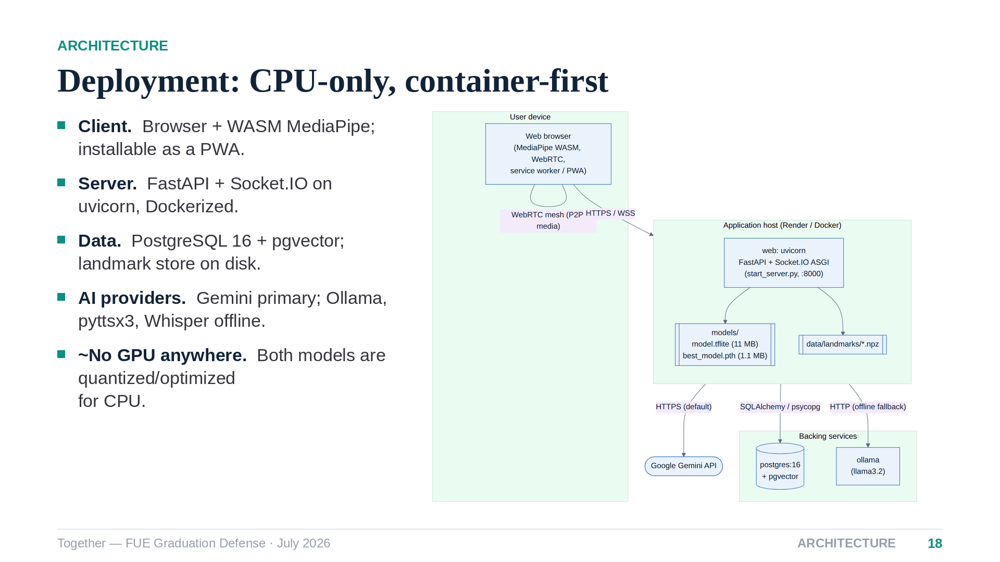 ARCHITECTURE
Deployment: CPU-only, container-first
Client. Browser + WASM MediaPipe;
installable as a PWA.
Server. FastAPI + Socket.IO on
uvicorn, Dockerized.
Data. PostgreSQL 16 + pgvector;
landmark store on disk.
AI providers. Gemini primary; Ollama,
pyttsx3, Whisper offline.
~No GPU anywhere. Both models are
quantized/optimized
for CPU.
User device
Web browser
(MediaPipe WASM,
WebRTC,
service worker / PWA)
WebRTC mesh (P2P
media)
HTTPS / WSS
Application host (Render / Docker)
web: uvicorn
FastAPI + Socket.IO ASGI
(start_server.py, :8000)
models/
model.tflite (11 MB)
best_model.pth (1.1 MB)
data/landmarks/*.npz
HTTPS (default)
SQLAlchemy / psycopg
HTTP (offline fallback)
Backing services
Google Gemini API
postgres:16
+ pgvector
ollama
(llama3.2)
Together — FUE Graduation Defense · July 2026
ARCHITECTURE
18